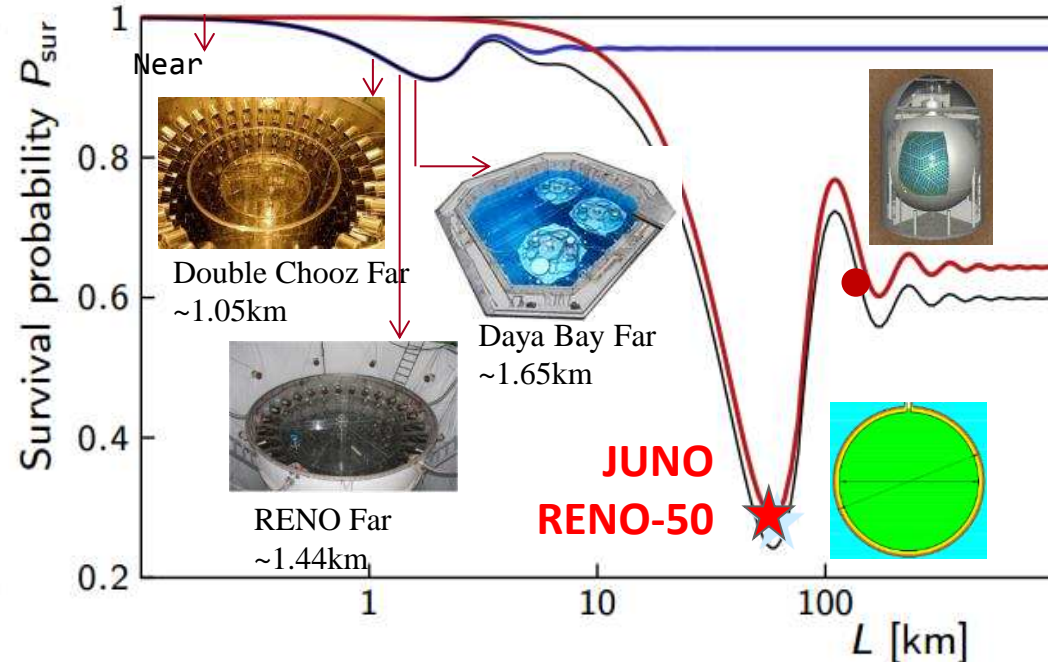 Survival probability P_sur
1
0.8
0.6
0.4
0.2
Near
Double Chooz Far
~1.05km
Daya Bay Far
~1.65km
RENO Far
~1.44km
JUNO
RENO-50
1
10
100
L [km]